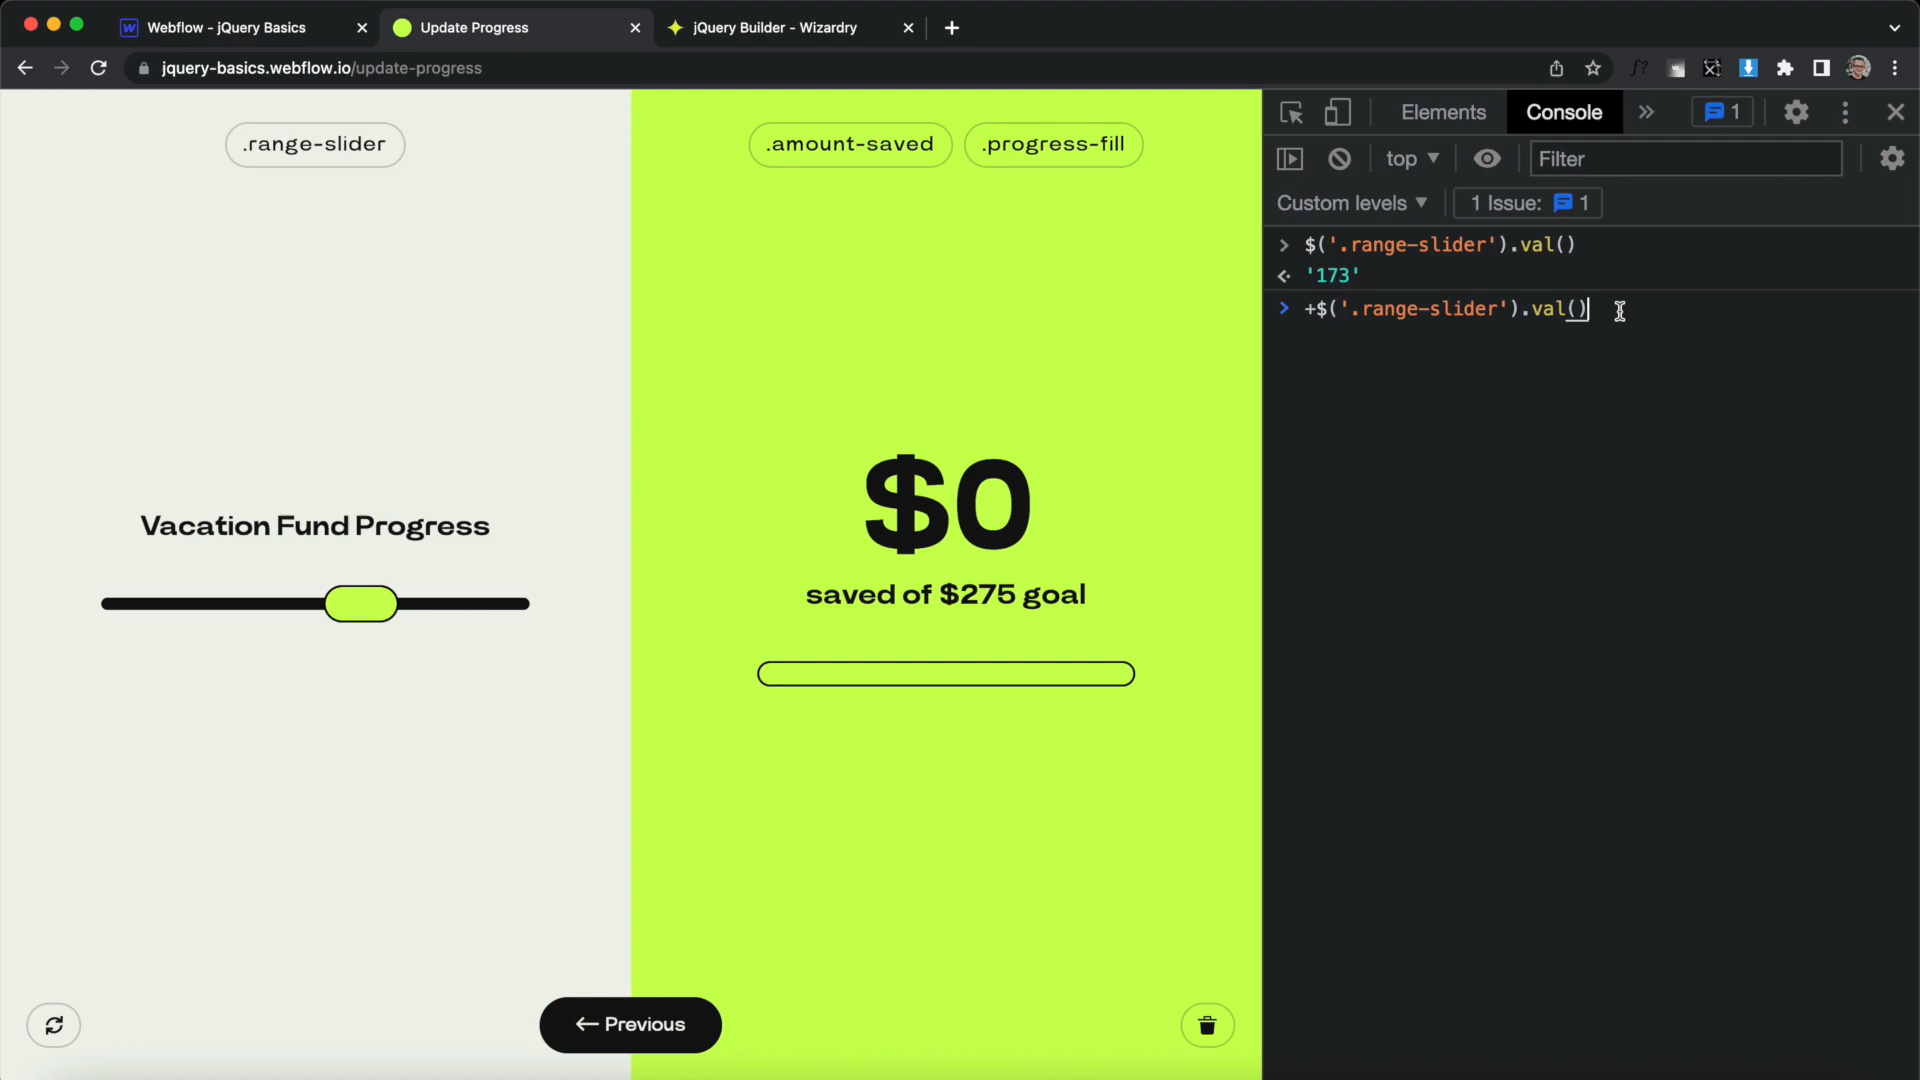 Webflow - jQuery Basics
Update Progress
jQuery Builder - Wizardry
jquery-basics.webflow.io/update-progress
.range-slider
.amount-saved
.progress-fill
Vacation Fund Progress
$0
saved of $275 goal
← Previous
Elements
Console
1
top
Filter
Custom levels
1 Issue: 1
$('.range-slider').val()
'173'
+$('.range-slider').val()